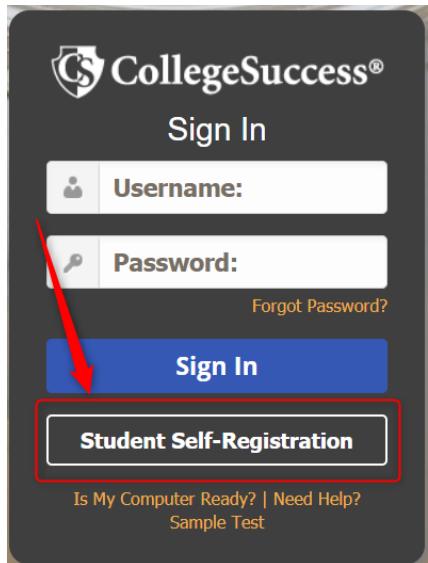 CS CollegeSuccess®
Sign In
Username:
Password:
Forgot Password?
Sign In
Student Self-Registration
Is My Computer Ready? | Need Help?
Sample Test